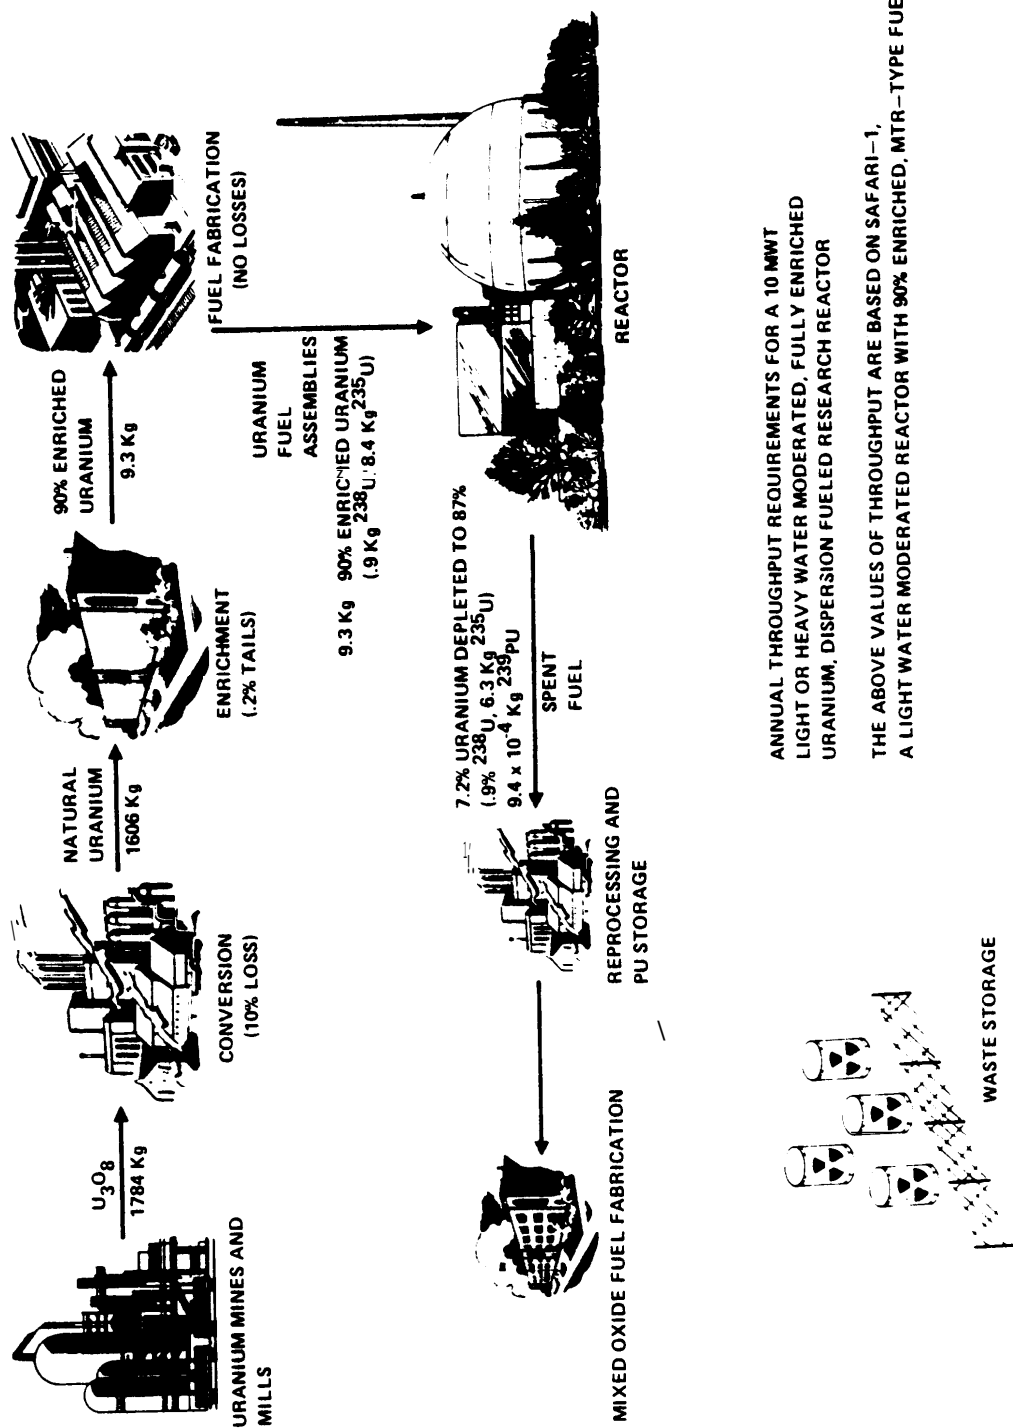 URANIUM MINES AND
MILLS
U3O8
1784 Kg
CONVERSION
(10% LOSS)
NATURAL
URANIUM
1606 Kg
ENRICHMENT
(.2% TAILS)
90% ENRICHED
URANIUM
9.3 Kg
FUEL FABRICATION
(NO LOSSES)
URANIUM
FUEL
ASSEMBLIES
9.3 Kg 90% ENRICHED URANIUM
(.9 Kg 238U, 8.4 Kg 235U)
REACTOR
7.2% URANIUM DEPLETED TO 87%
(.9% 238U, 6.3 Kg 235U)
9.4 x 10-4 Kg 239PU
SPENT
FUEL
REPROCESSING AND
PU STORAGE
MIXED OXIDE FUEL FABRICATION
WASTE STORAGE
ANNUAL THROUGHPUT REQUIREMENTS FOR A 10 MWT
LIGHT OR HEAVY WATER MODERATED, FULLY ENRICHED
URANIUM, DISPERSION FUELED RESEARCH REACTOR
THE ABOVE VALUES OF THROUGHPUT ARE BASED ON SAFARI-1,
A LIGHT WATER MODERATED REACTOR WITH 90% ENRICHED, MTR-TYPE FUE